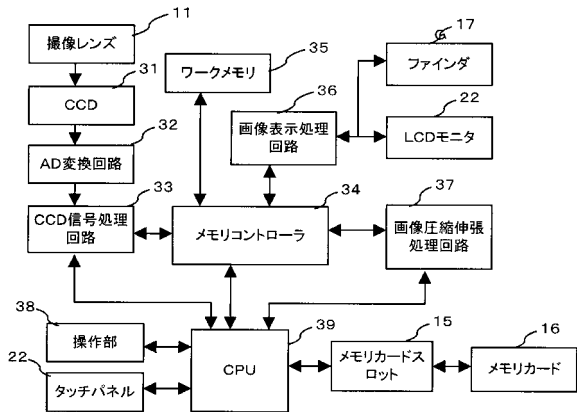 11
撮像レンズ
31
CCD
32
AD変換回路
33
CCD信号処理
回路
35
ワークメモリ
36
画像表示処理
回路
17
ファインダ
22
LCDモニタ
34
メモリコントローラ
37
画像圧縮伸張
処理回路
38
操作部
22
タッチパネル
39
CPU
15
メモリカードス
ロット
16
メモリカード